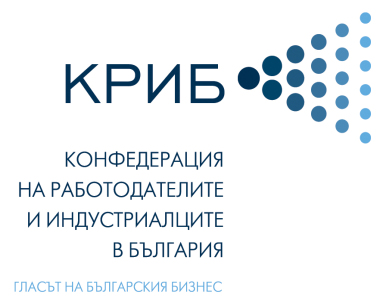 КРИБ
КОНФЕДЕРАЦИЯ
НА РАБОТОДАТЕЛИТЕ
И ИНДУСТРИАЛЦИТЕ
В БЪЛГАРИЯ
ГЛАСЪТ НА БЪЛГАРСКИЯ БИЗНЕС